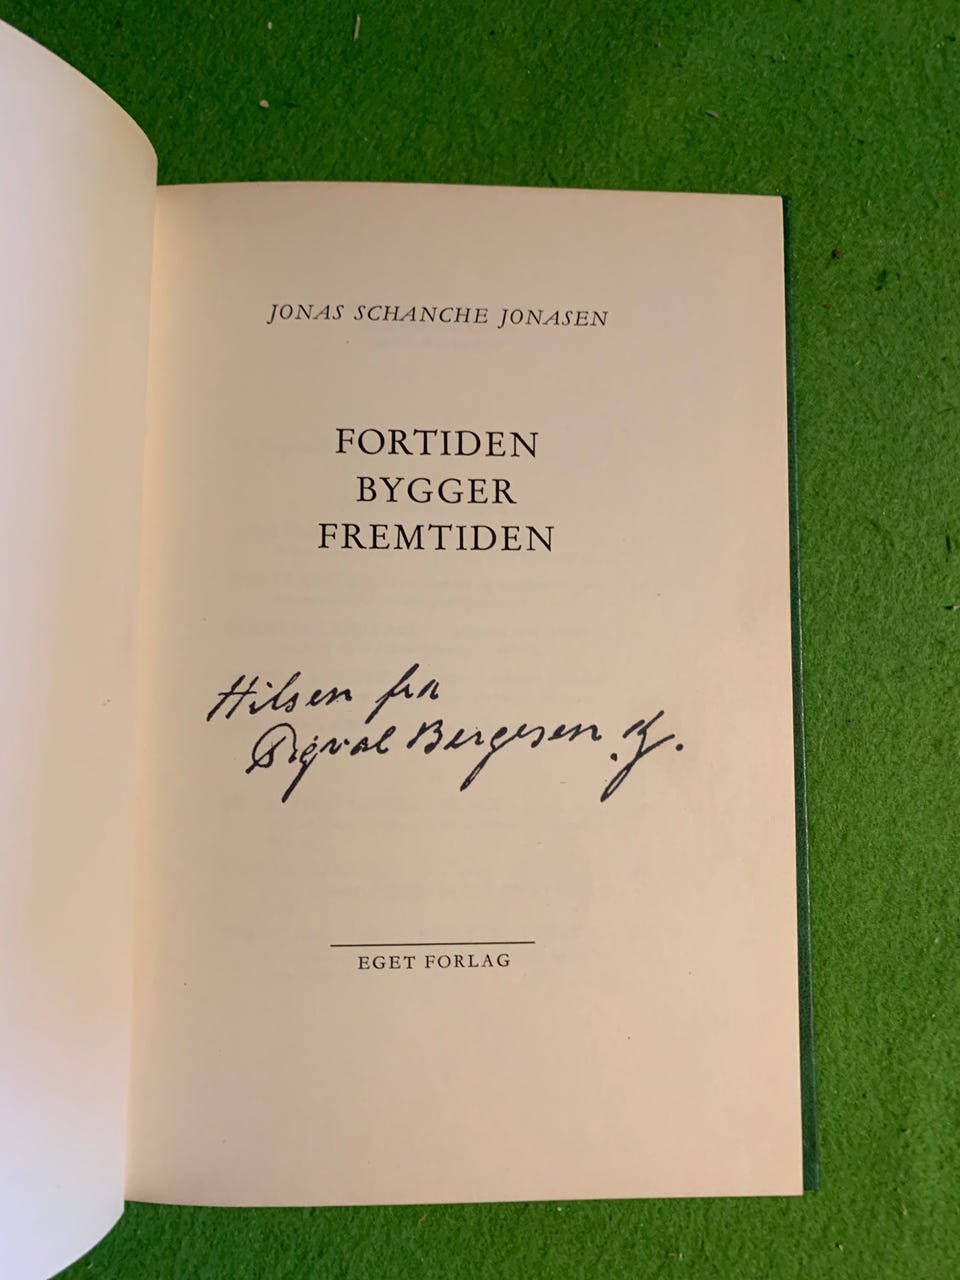 JONAS SCHANCHE JONASEN
FORTIDEN
BYGGER
FREMTIDEN
Hilsen fra
Sigval Bergesen d.y.
EGET FORLAG